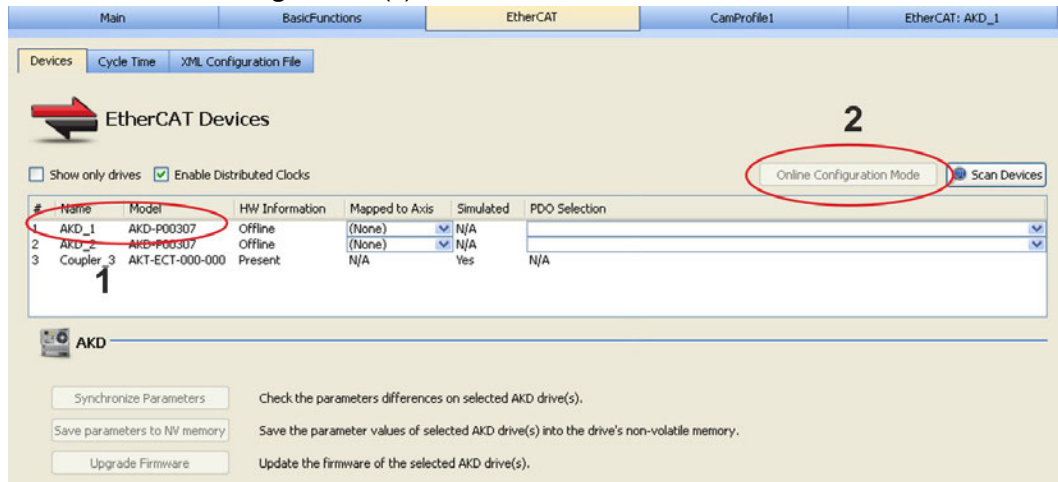 Main BasicFunctions EtherCAT CamProfile1 EtherCAT: AKD_1
Devices Cycle Time XML Configuration File
EtherCAT Devices
2
Show only drives Enable Distributed Clocks Online Configuration Mode Scan Devices
# Name Model HW Information Mapped to Axis Simulated PDO Selection
1 AKD_1 AKD-P00307 Offline (None) N/A
2 AKD_2 AKD-P00307 Offline (None) N/A
3 Coupler_3 AKT-ECT-000-000 Present N/A Yes N/A
1
AKD
Synchronize Parameters Check the parameters differences on selected AKD drive(s).
Save parameters to NV memory Save the parameter values of selected AKD drive(s) into the drive's non-volatile memory.
Upgrade Firmware Update the firmware of the selected AKD drive(s).